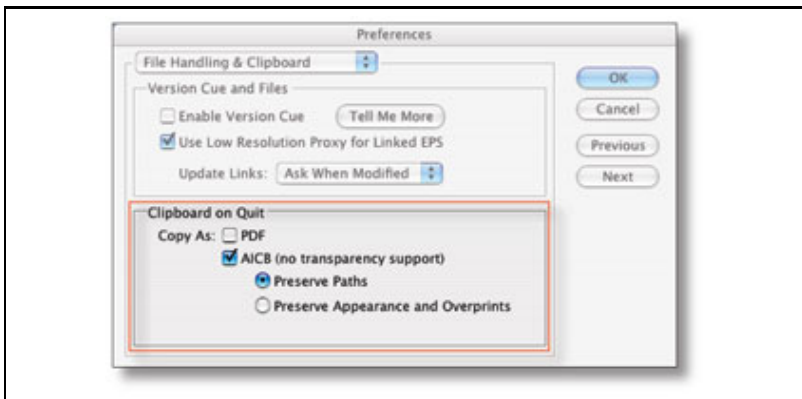 Preferences
File Handling & Clipboard
Version Cue and Files
Enable Version Cue
Tell Me More
Use Low Resolution Proxy for Linked EPS
Update Links: Ask When Modified
OK
Cancel
Previous
Next
Clipboard on Quit
Copy As: PDF
AICB (no transparency support)
Preserve Paths
Preserve Appearance and Overprints